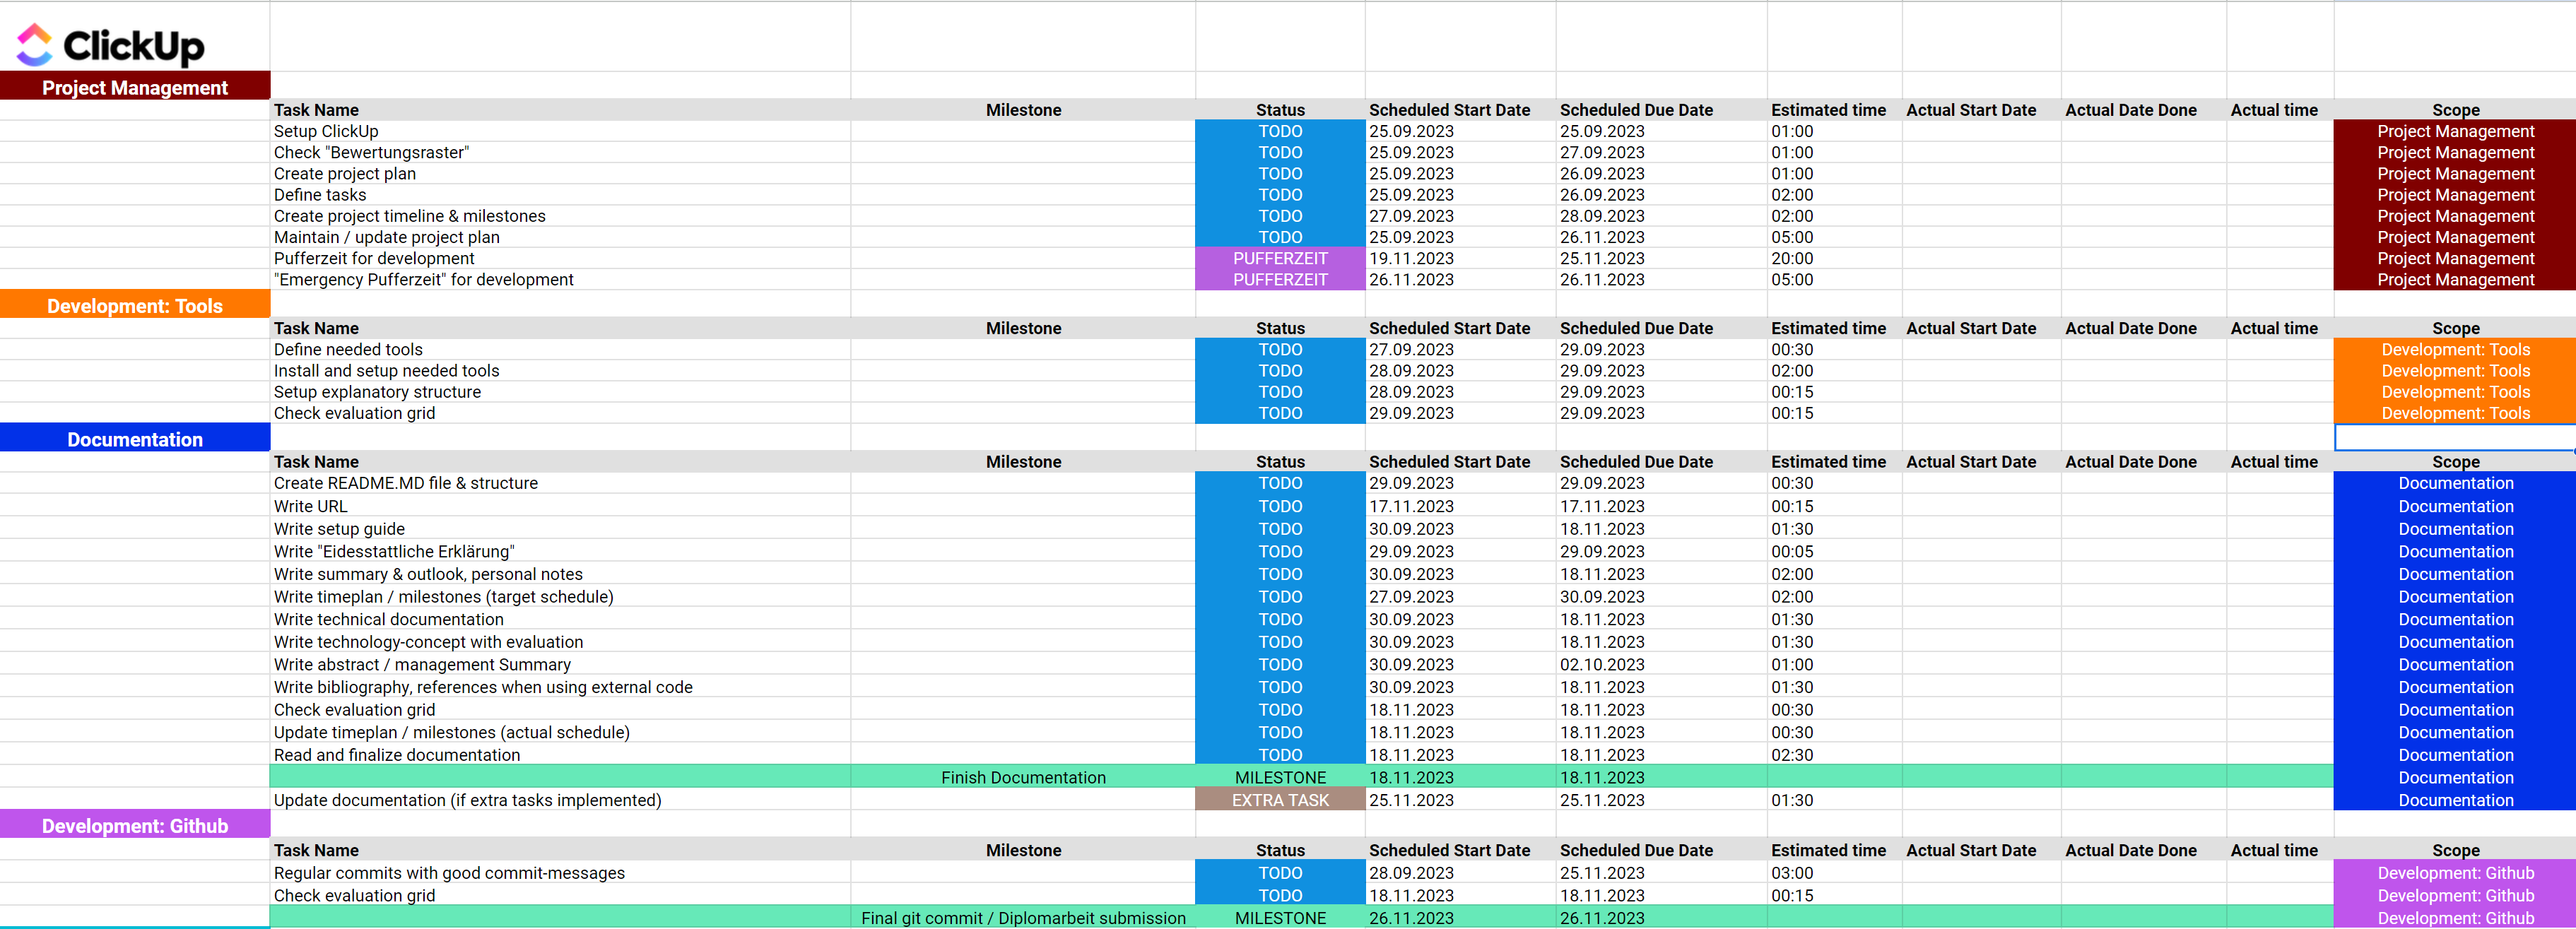 ClickUp
Project Management
Task Name Milestone Status Scheduled Start Date Scheduled Due Date Estimated time Actual Start Date Actual Date Done Actual time Scope
Setup ClickUp TODO 25.09.2023 25.09.2023 01:00 Project Management
Check "Bewertungsraster" TODO 25.09.2023 27.09.2023 01:00 Project Management
Create project plan TODO 25.09.2023 26.09.2023 01:00 Project Management
Define tasks TODO 25.09.2023 26.09.2023 02:00 Project Management
Create project timeline & milestones TODO 27.09.2023 28.09.2023 02:00 Project Management
Maintain / update project plan TODO 25.09.2023 26.11.2023 05:00 Project Management
Pufferzeit for development PUFFERZEIT 19.11.2023 25.11.2023 20:00 Project Management
"Emergency Pufferzeit" for development PUFFERZEIT 26.11.2023 26.11.2023 05:00 Project Management
Development: Tools
Task Name Milestone Status Scheduled Start Date Scheduled Due Date Estimated time Actual Start Date Actual Date Done Actual time Scope
Define needed tools TODO 27.09.2023 29.09.2023 00:30 Development: Tools
Install and setup needed tools TODO 28.09.2023 29.09.2023 02:00 Development: Tools
Setup explanatory structure TODO 28.09.2023 29.09.2023 00:15 Development: Tools
Check evaluation grid TODO 29.09.2023 29.09.2023 00:15 Development: Tools
Documentation
Task Name Milestone Status Scheduled Start Date Scheduled Due Date Estimated time Actual Start Date Actual Date Done Actual time Scope
Create README.MD file & structure TODO 29.09.2023 29.09.2023 00:30 Documentation
Write URL TODO 17.11.2023 17.11.2023 00:15 Documentation
Write setup guide TODO 30.09.2023 18.11.2023 01:30 Documentation
Write "Eidesstattliche Erklärung" TODO 29.09.2023 29.09.2023 00:05 Documentation
Write summary & outlook, personal notes TODO 30.09.2023 18.11.2023 02:00 Documentation
Write timeplan / milestones (target schedule) TODO 27.09.2023 30.09.2023 02:00 Documentation
Write technical documentation TODO 30.09.2023 18.11.2023 01:30 Documentation
Write technology-concept with evaluation TODO 30.09.2023 18.11.2023 01:30 Documentation
Write abstract / management Summary TODO 30.09.2023 02.10.2023 01:00 Documentation
Write bibliography, references when using external code TODO 30.09.2023 18.11.2023 01:30 Documentation
Check evaluation grid TODO 18.11.2023 18.11.2023 00:30 Documentation
Update timeplan / milestones (actual schedule) TODO 18.11.2023 18.11.2023 00:30 Documentation
Read and finalize documentation TODO 18.11.2023 18.11.2023 02:30 Documentation
Finish Documentation MILESTONE 18.11.2023 18.11.2023 Documentation
Update documentation (if extra tasks implemented) EXTRA TASK 25.11.2023 25.11.2023 01:30 Documentation
Development: Github
Task Name Milestone Status Scheduled Start Date Scheduled Due Date Estimated time Actual Start Date Actual Date Done Actual time Scope
Regular commits with good commit-messages TODO 28.09.2023 25.11.2023 03:00 Development: Github
Check evaluation grid TODO 18.11.2023 18.11.2023 00:15 Development: Github
Final git commit / Diplomarbeit submission MILESTONE 26.11.2023 26.11.2023 Development: Github